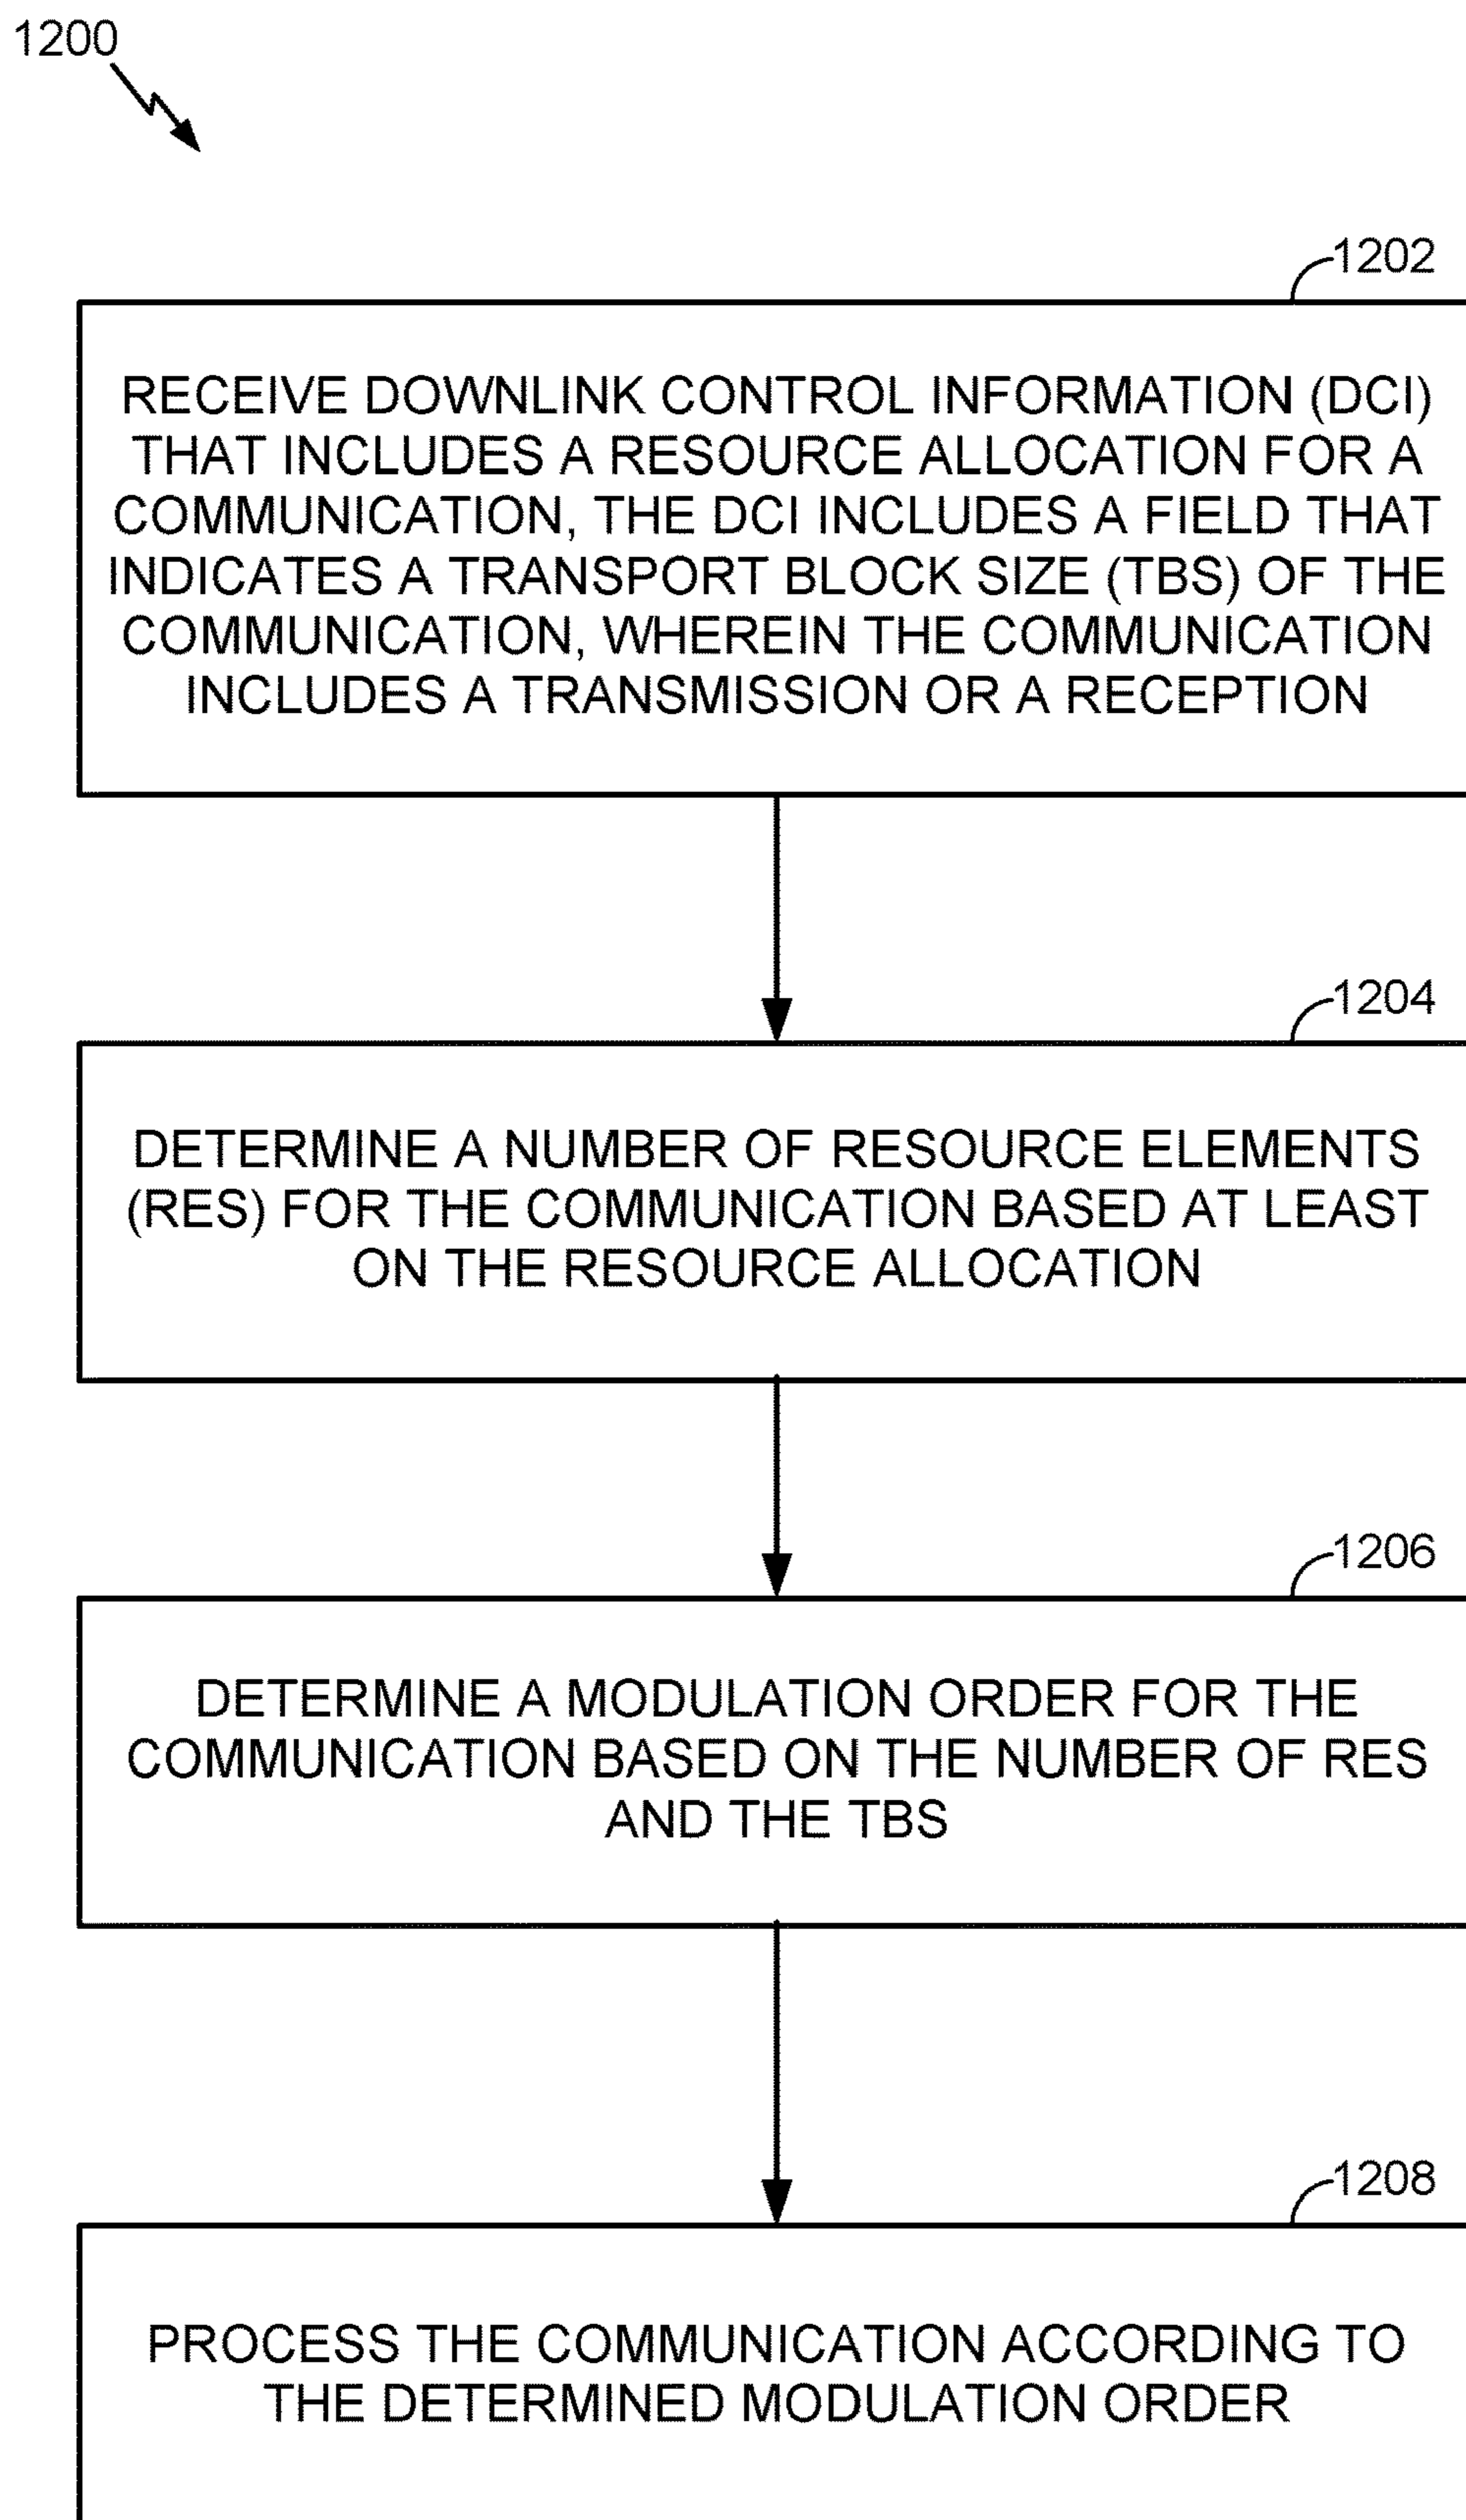 1200
1202
RECEIVE DOWNLINK CONTROL INFORMATION (DCI)
THAT INCLUDES A RESOURCE ALLOCATION FOR A
COMMUNICATION, THE DCI INCLUDES A FIELD THAT
INDICATES A TRANSPORT BLOCK SIZE (TBS) OF THE
COMMUNICATION, WHEREIN THE COMMUNICATION
INCLUDES A TRANSMISSION OR A RECEPTION
1204
DETERMINE A NUMBER OF RESOURCE ELEMENTS
(RES) FOR THE COMMUNICATION BASED AT LEAST
ON THE RESOURCE ALLOCATION
1206
DETERMINE A MODULATION ORDER FOR THE
COMMUNICATION BASED ON THE NUMBER OF RES
AND THE TBS
1208
PROCESS THE COMMUNICATION ACCORDING TO
THE DETERMINED MODULATION ORDER